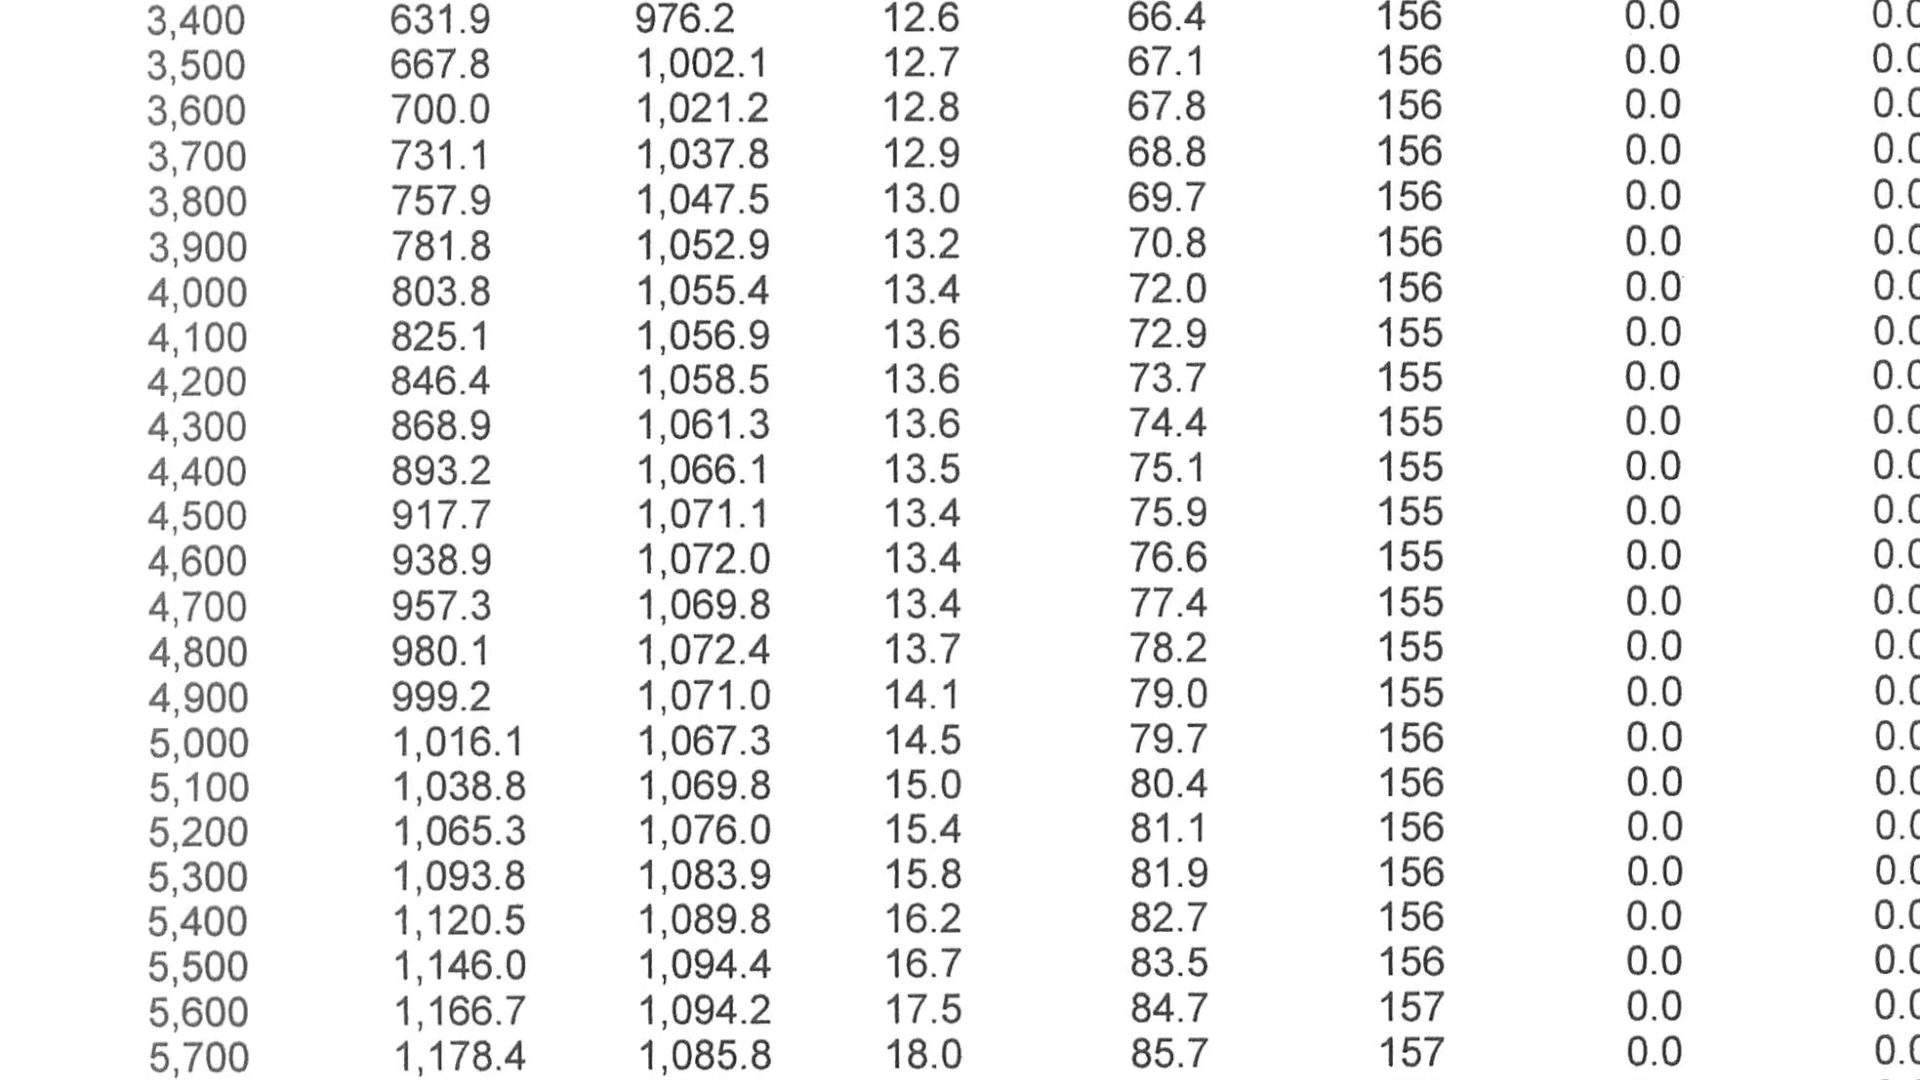 3,400 631.9 976.2 12.6 66.4 156 0.0 0.0
3,500 667.8 1,002.1 12.7 67.1 156 0.0 0.0
3,600 700.0 1,021.2 12.8 67.8 156 0.0 0.0
3,700 731.1 1,037.8 12.9 68.8 156 0.0 0.0
3,800 757.9 1,047.5 13.0 69.7 156 0.0 0.0
3,900 781.8 1,052.9 13.2 70.8 156 0.0 0.0
4,000 803.8 1,055.4 13.4 72.0 156 0.0 0.0
4,100 825.1 1,056.9 13.6 72.9 155 0.0 0.0
4,200 846.4 1,058.5 13.6 73.7 155 0.0 0.0
4,300 868.9 1,061.3 13.6 74.4 155 0.0 0.0
4,400 893.2 1,066.1 13.5 75.1 155 0.0 0.0
4,500 917.7 1,071.1 13.4 75.9 155 0.0 0.0
4,600 938.9 1,072.0 13.4 76.6 155 0.0 0.0
4,700 957.3 1,069.8 13.4 77.4 155 0.0 0.0
4,800 980.1 1,072.4 13.7 78.2 155 0.0 0.0
4,900 999.2 1,071.0 14.1 79.0 155 0.0 0.0
5,000 1,016.1 1,067.3 14.5 79.7 156 0.0 0.0
5,100 1,038.8 1,069.8 15.0 80.4 156 0.0 0.0
5,200 1,065.3 1,076.0 15.4 81.1 156 0.0 0.0
5,300 1,093.8 1,083.9 15.8 81.9 156 0.0 0.0
5,400 1,120.5 1,089.8 16.2 82.7 156 0.0 0.0
5,500 1,146.0 1,094.4 16.7 83.5 156 0.0 0.0
5,600 1,166.7 1,094.2 17.5 84.7 157 0.0 0.0
5,700 1,178.4 1,085.8 18.0 85.7 157 0.0 0.0